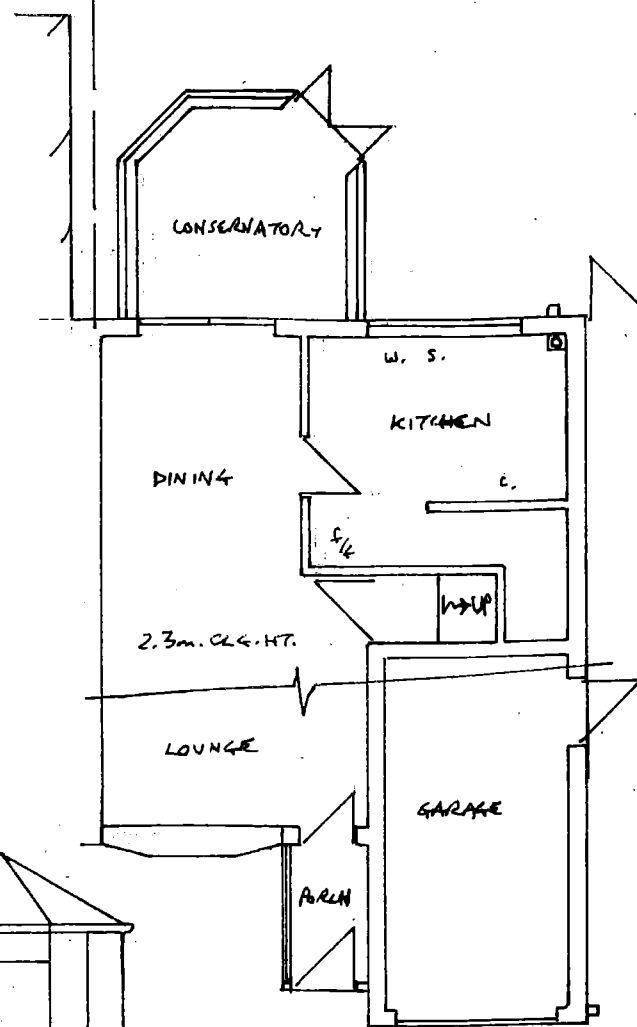 CONSERVATORY
W. S.
KITCHEN
DINING
C.
f/f
UP
2.3m. CLG. HT.
LOUNGE
GARAGE
PORCH